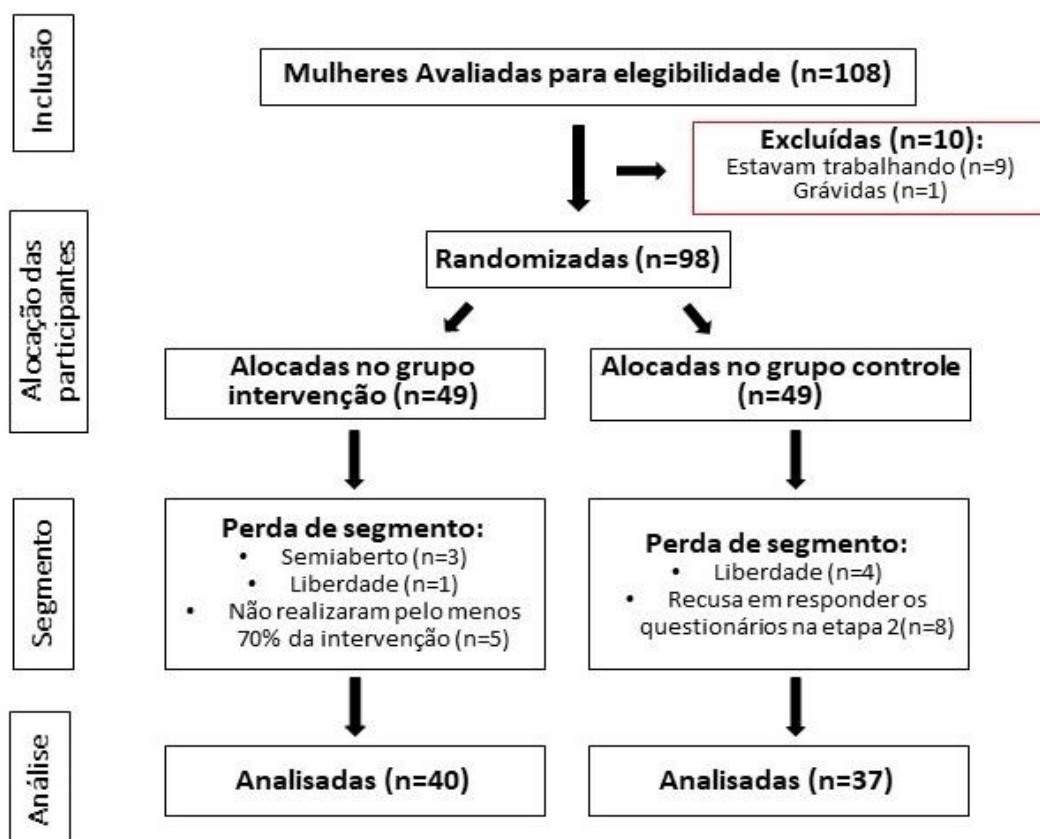 Inclusão
Mulheres Avaliadas para elegibilidade (n=108)
Excluídas (n=10):
Estavam trabalhando (n=9)
Grávidas (n=1)
Alocação das
participantes
Randomizadas (n=98)
Alocadas no grupo
intervenção (n=49)
Alocadas no grupo controle
(n=49)
Segmento
Perda de segmento:
• Semiaberto (n=3)
• Liberdade (n=1)
• Não realizaram pelo menos
70% da intervenção (n=5)
Perda de segmento:
• Liberdade (n=4)
• Recusa em responder os
questionários na etapa 2(n=8)
Análise
Analisadas (n=40)
Analisadas (n=37)